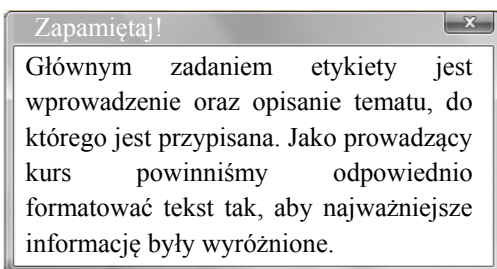 Zapamiętaj!
Głównym zadaniem etykiety jest
wprowadzenie oraz opisanie tematu, do
którego jest przypisana. Jako prowadzący
kurs powinniśmy odpowiednio
formatować tekst tak, aby najważniejsze
informację były wyróżnione.